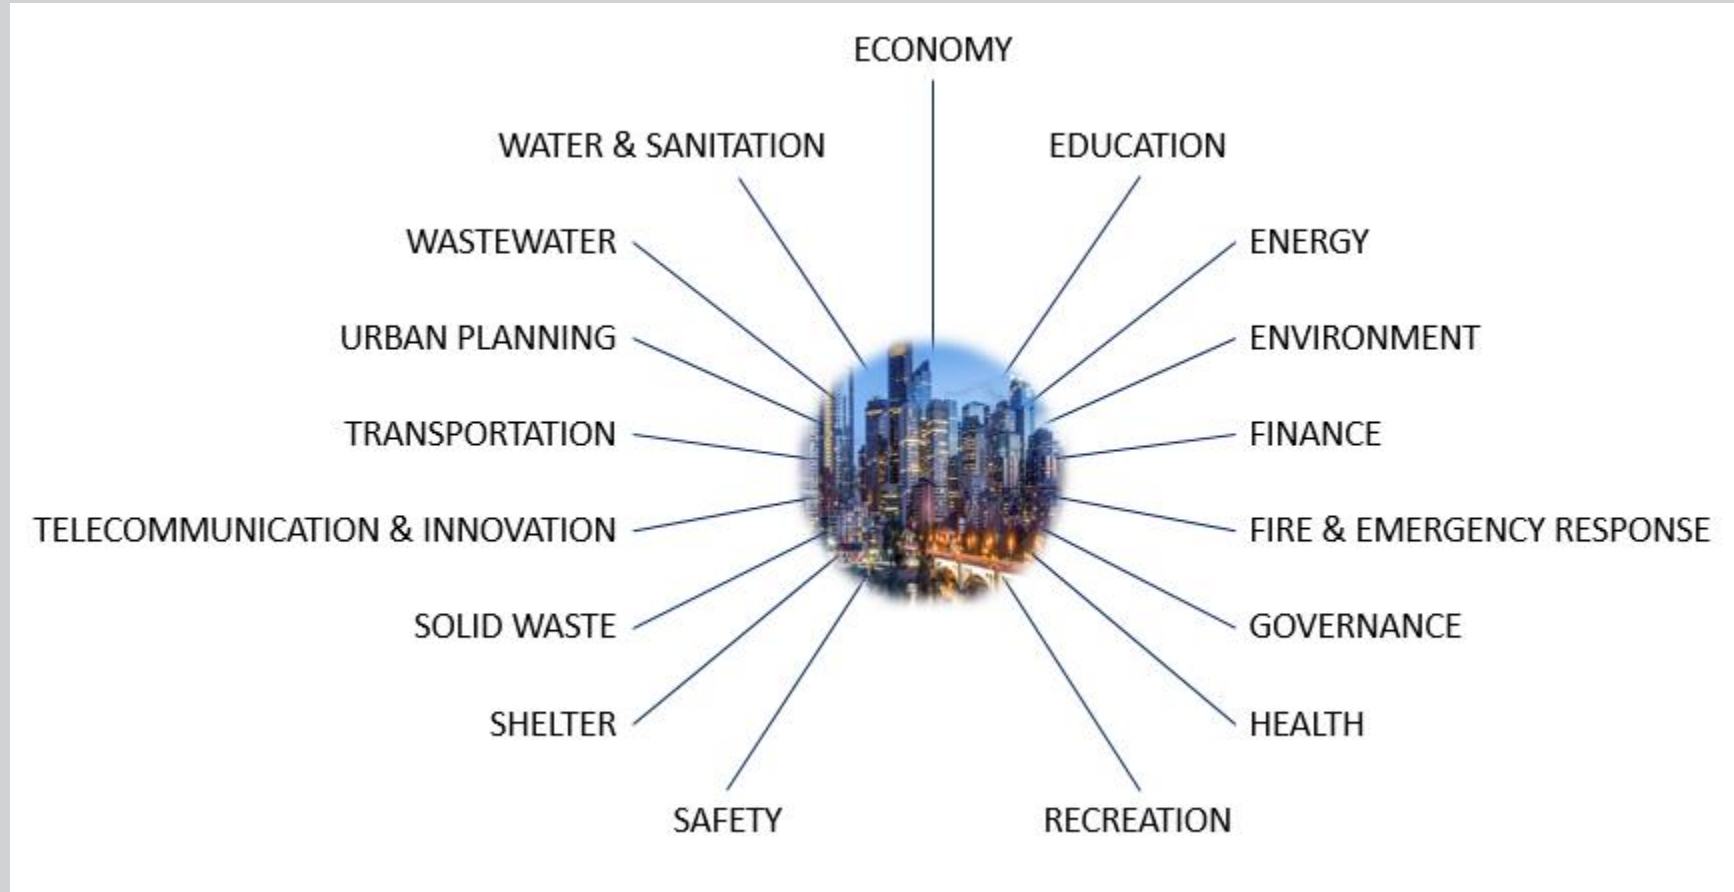 ECONOMY
WATER & SANITATION
EDUCATION
WASTEWATER
ENERGY
URBAN PLANNING
ENVIRONMENT
TRANSPORTATION
FINANCE
TELECOMMUNICATION & INNOVATION
FIRE & EMERGENCY RESPONSE
SOLID WASTE
GOVERNANCE
SHELTER
HEALTH
SAFETY
RECREATION